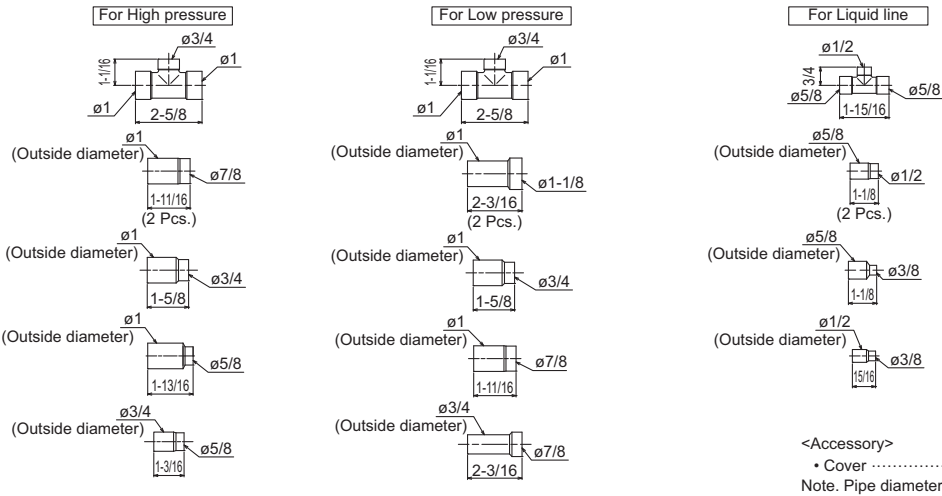 For High pressure
ø3/4
1-1/16
ø1
ø1
2-5/8
ø1
(Outside diameter)
ø7/8
1-11/16
(2 Pcs.)
ø1
(Outside diameter)
ø3/4
1-5/8
ø1
(Outside diameter)
ø5/8
1-13/16
ø3/4
(Outside diameter)
ø5/8
1-3/16
For Low pressure
ø3/4
1-1/16
ø1
ø1
2-5/8
ø1
(Outside diameter)
ø1-1/8
2-3/16
(2 Pcs.)
ø1
(Outside diameter)
ø3/4
1-5/8
ø1
(Outside diameter)
ø7/8
1-11/16
ø3/4
(Outside diameter)
ø7/8
2-3/16
For Liquid line
ø1/2
3/4
ø5/8
ø5/8
1-15/16
ø5/8
(Outside diameter)
ø1/2
1-1/8
(2 Pcs.)
ø5/8
(Outside diameter)
ø3/8
1-1/8
ø1/2
(Outside diameter)
ø3/8
15/16
<Accessory>
• Cover ············
Note. Pipe diameter